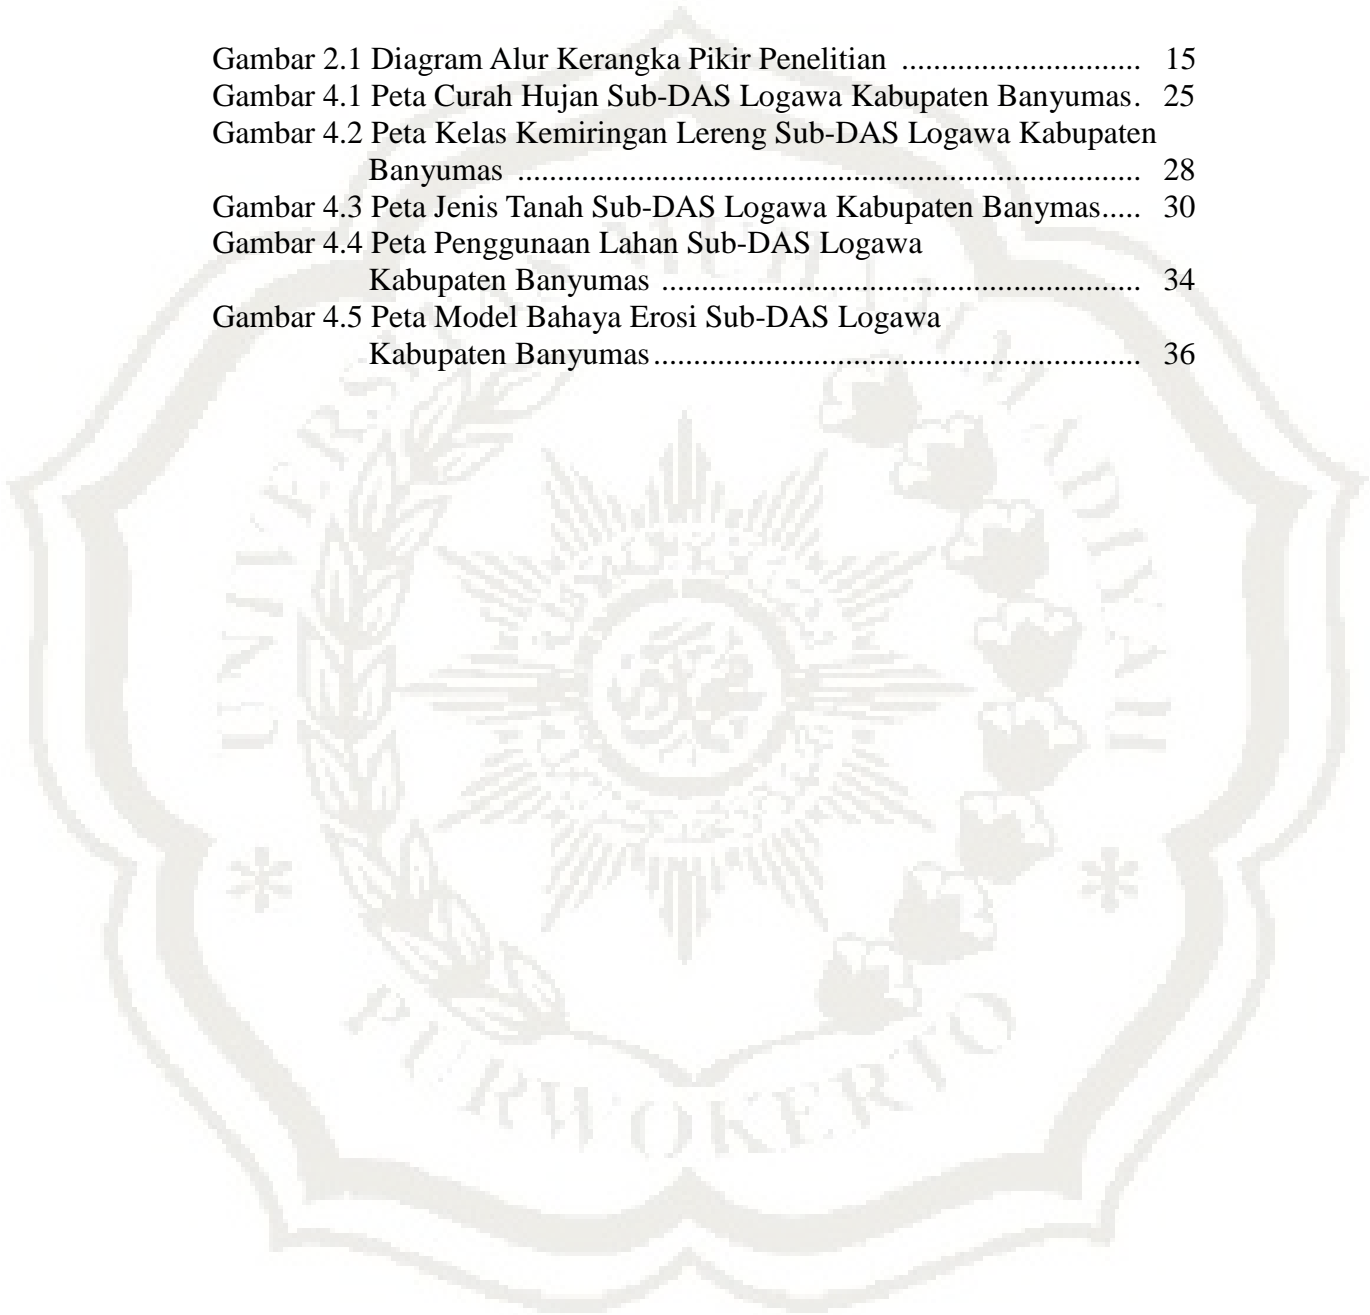 Gambar 2.1 Diagram Alur Kerangka Pikir Penelitian .............................. 15
Gambar 4.1 Peta Curah Hujan Sub-DAS Logawa Kabupaten Banyumas. 25
Gambar 4.2 Peta Kelas Kemiringan Lereng Sub-DAS Logawa Kabupaten
Banyumas .............................................................................. 28
Gambar 4.3 Peta Jenis Tanah Sub-DAS Logawa Kabupaten Banymas..... 30
Gambar 4.4 Peta Penggunaan Lahan Sub-DAS Logawa
Kabupaten Banyumas ............................................................ 34
Gambar 4.5 Peta Model Bahaya Erosi Sub-DAS Logawa
Kabupaten Banyumas............................................................. 36
UNIVERSITAS MUHAMMADIYAH
PURWOKERTO